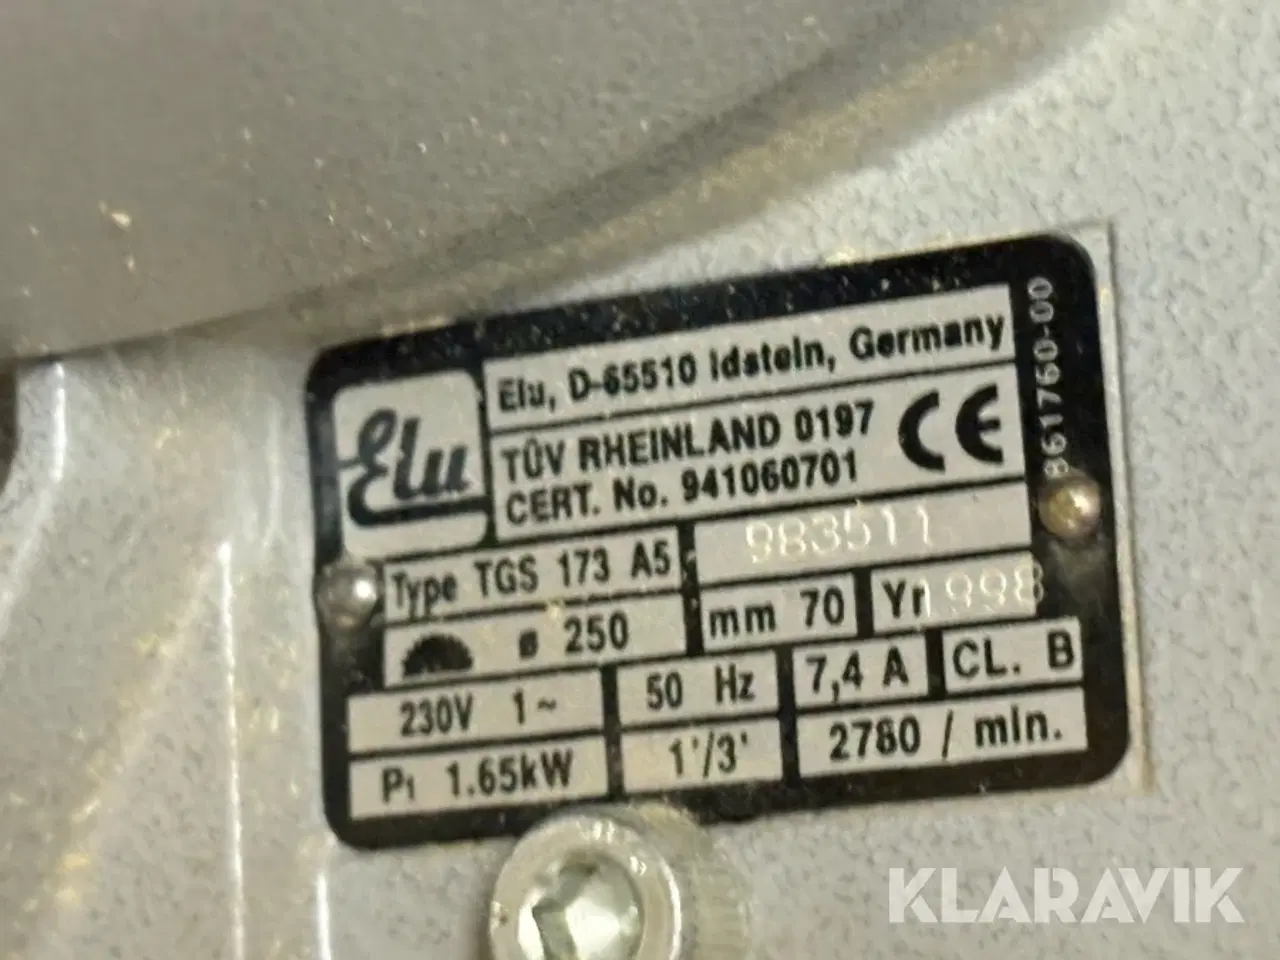 Elu
Elu, D-65510 Idstein, Germany
TÜV RHEINLAND 0197
CERT. No. 941060701
CE
861760-00
Type TGS 173 A5
983511
ø 250
mm 70
Yr 1998
230V 1~
50 Hz
7,4 A
CL. B
P1 1.65kW
1'/3'
2780 / min.
KLARAVIK